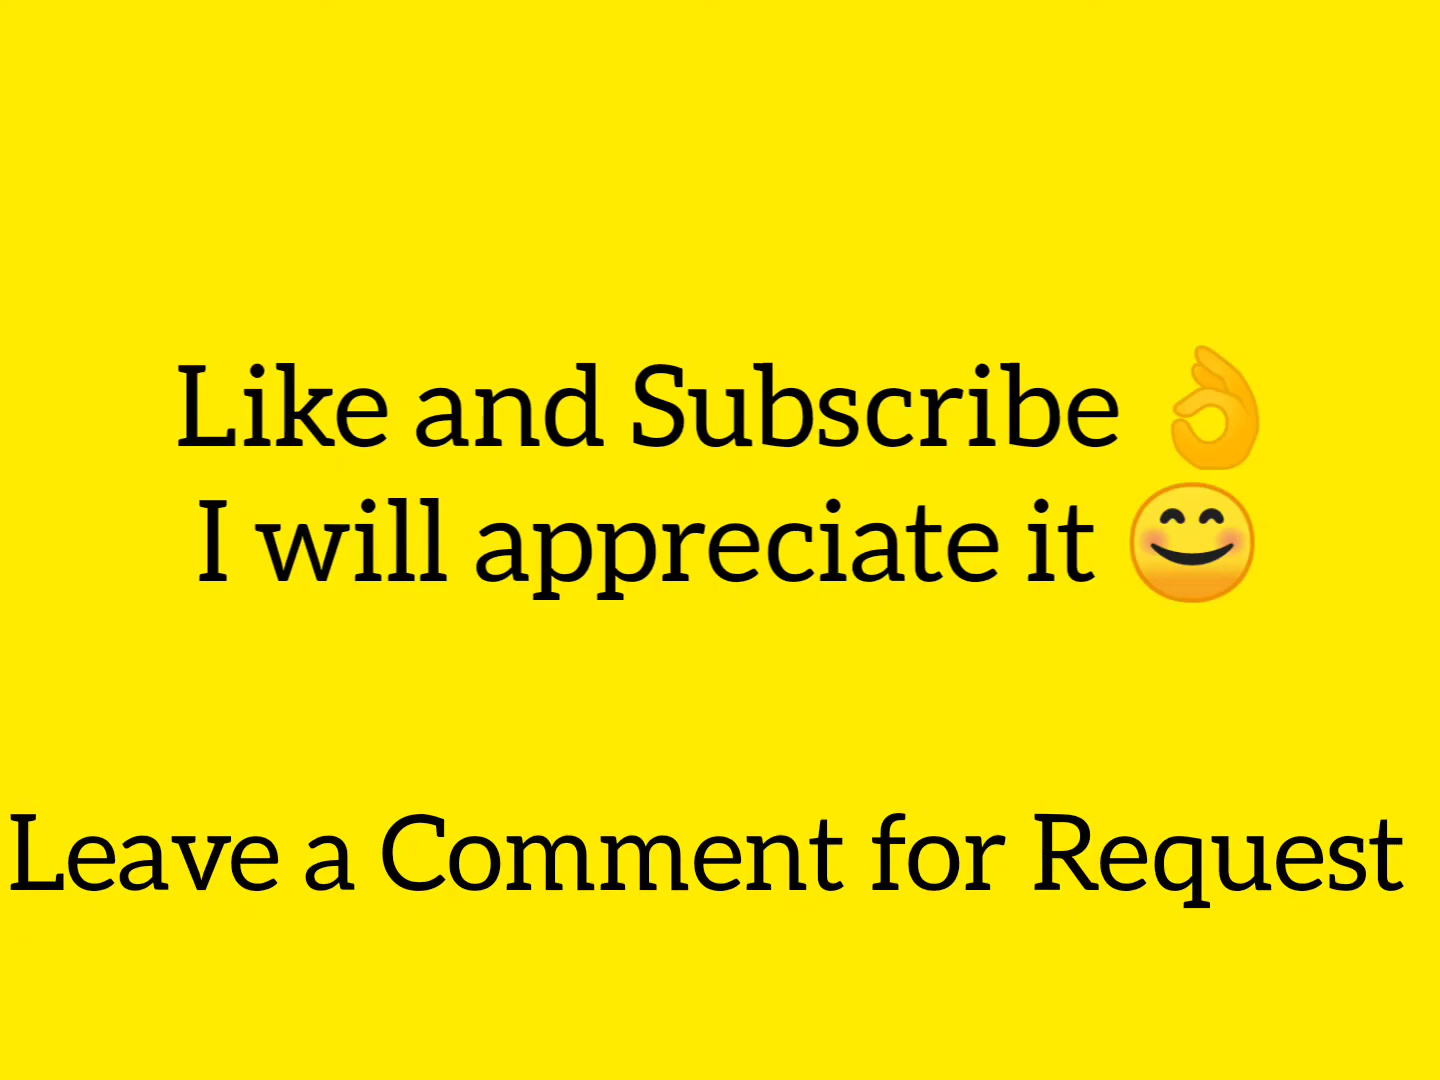 Like and Subscribe 👌
I will appreciate it 😊
Leave a Comment for Request